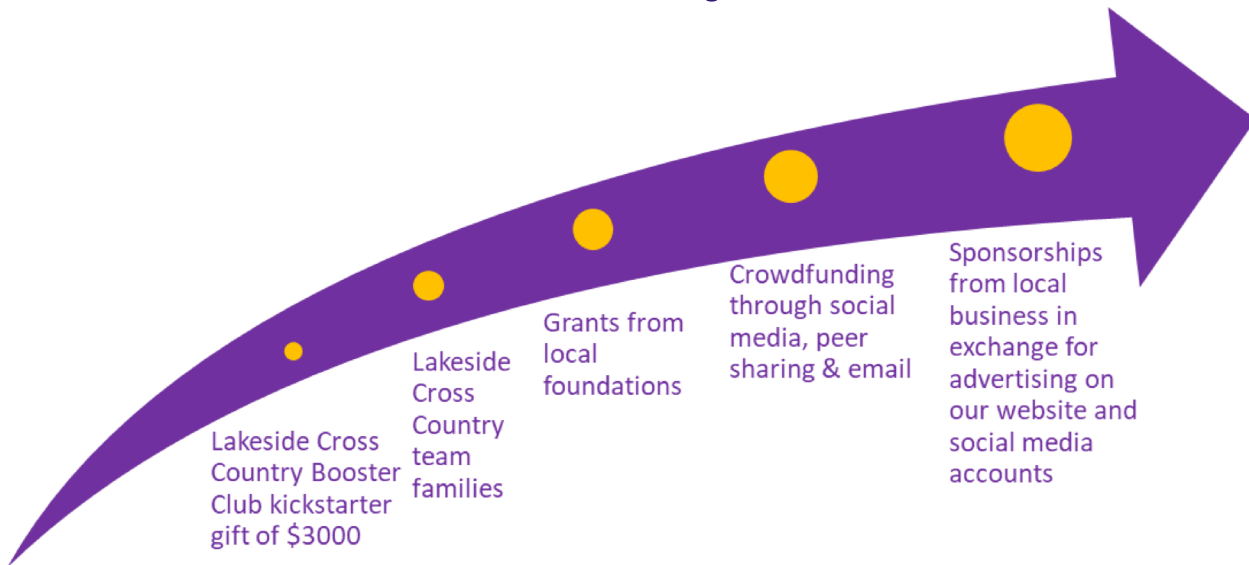 Lakeside Cross
Country Booster
Club kickstarter
gift of $3000
Lakeside
Cross
Country
team
families
Grants from
local
foundations
Crowdfunding
through social
media, peer
sharing & email
Sponsorships
from local
business in
exchange for
advertising on
our website and
social media
accounts